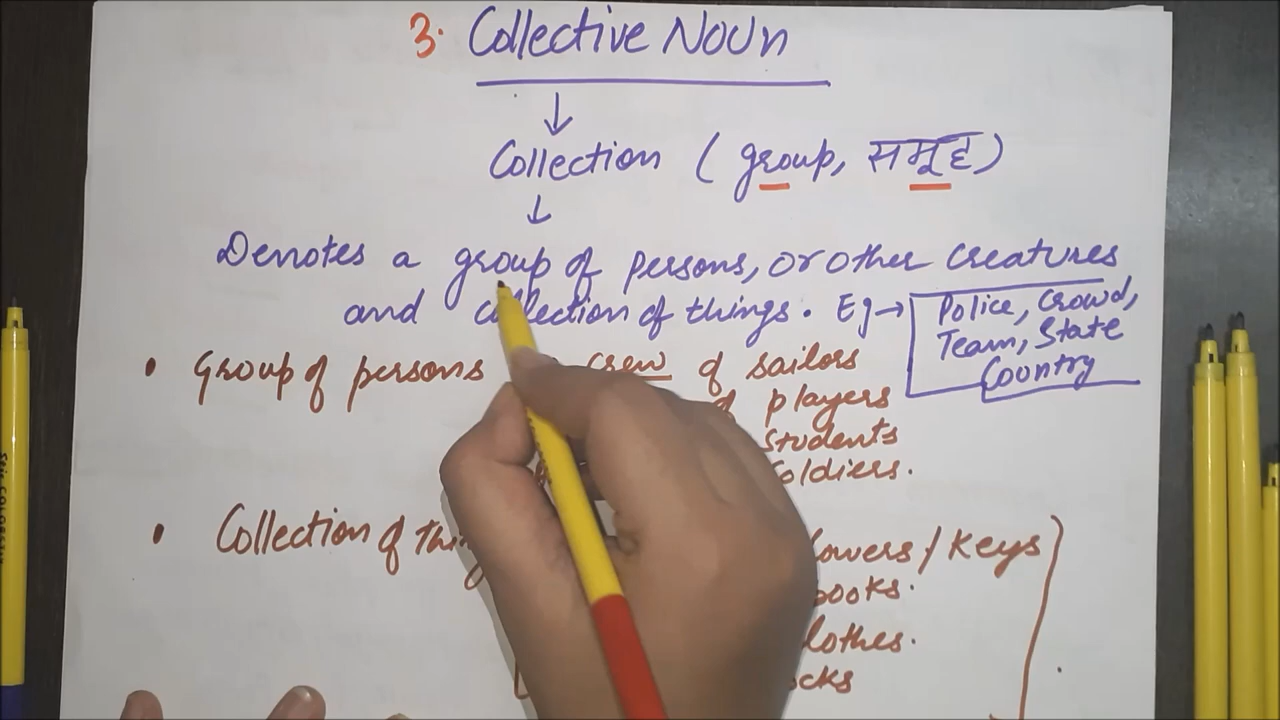 3. Collective Noun
Collection ( group, समूह )
Denotes a group of persons, or other creatures
and collection of things. Eg → Police, Crowd,
Team, State
Country
• Group of persons crew of sailors
of players
students
soldiers.
• Collection of flowers / Keys
books.
clothes.